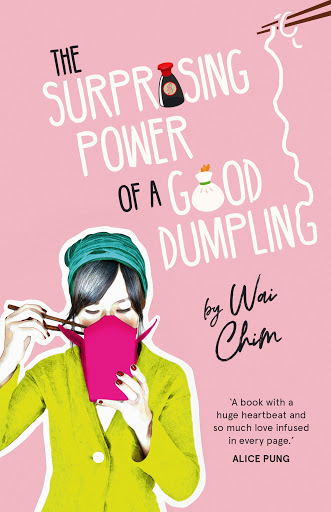 THE
SURPRISING
POWER
OF A GOOD
DUMPLING
by Wai
Chim
'A book with a
huge heartbeat and
so much love infused
in every page.'
ALICE PUNG